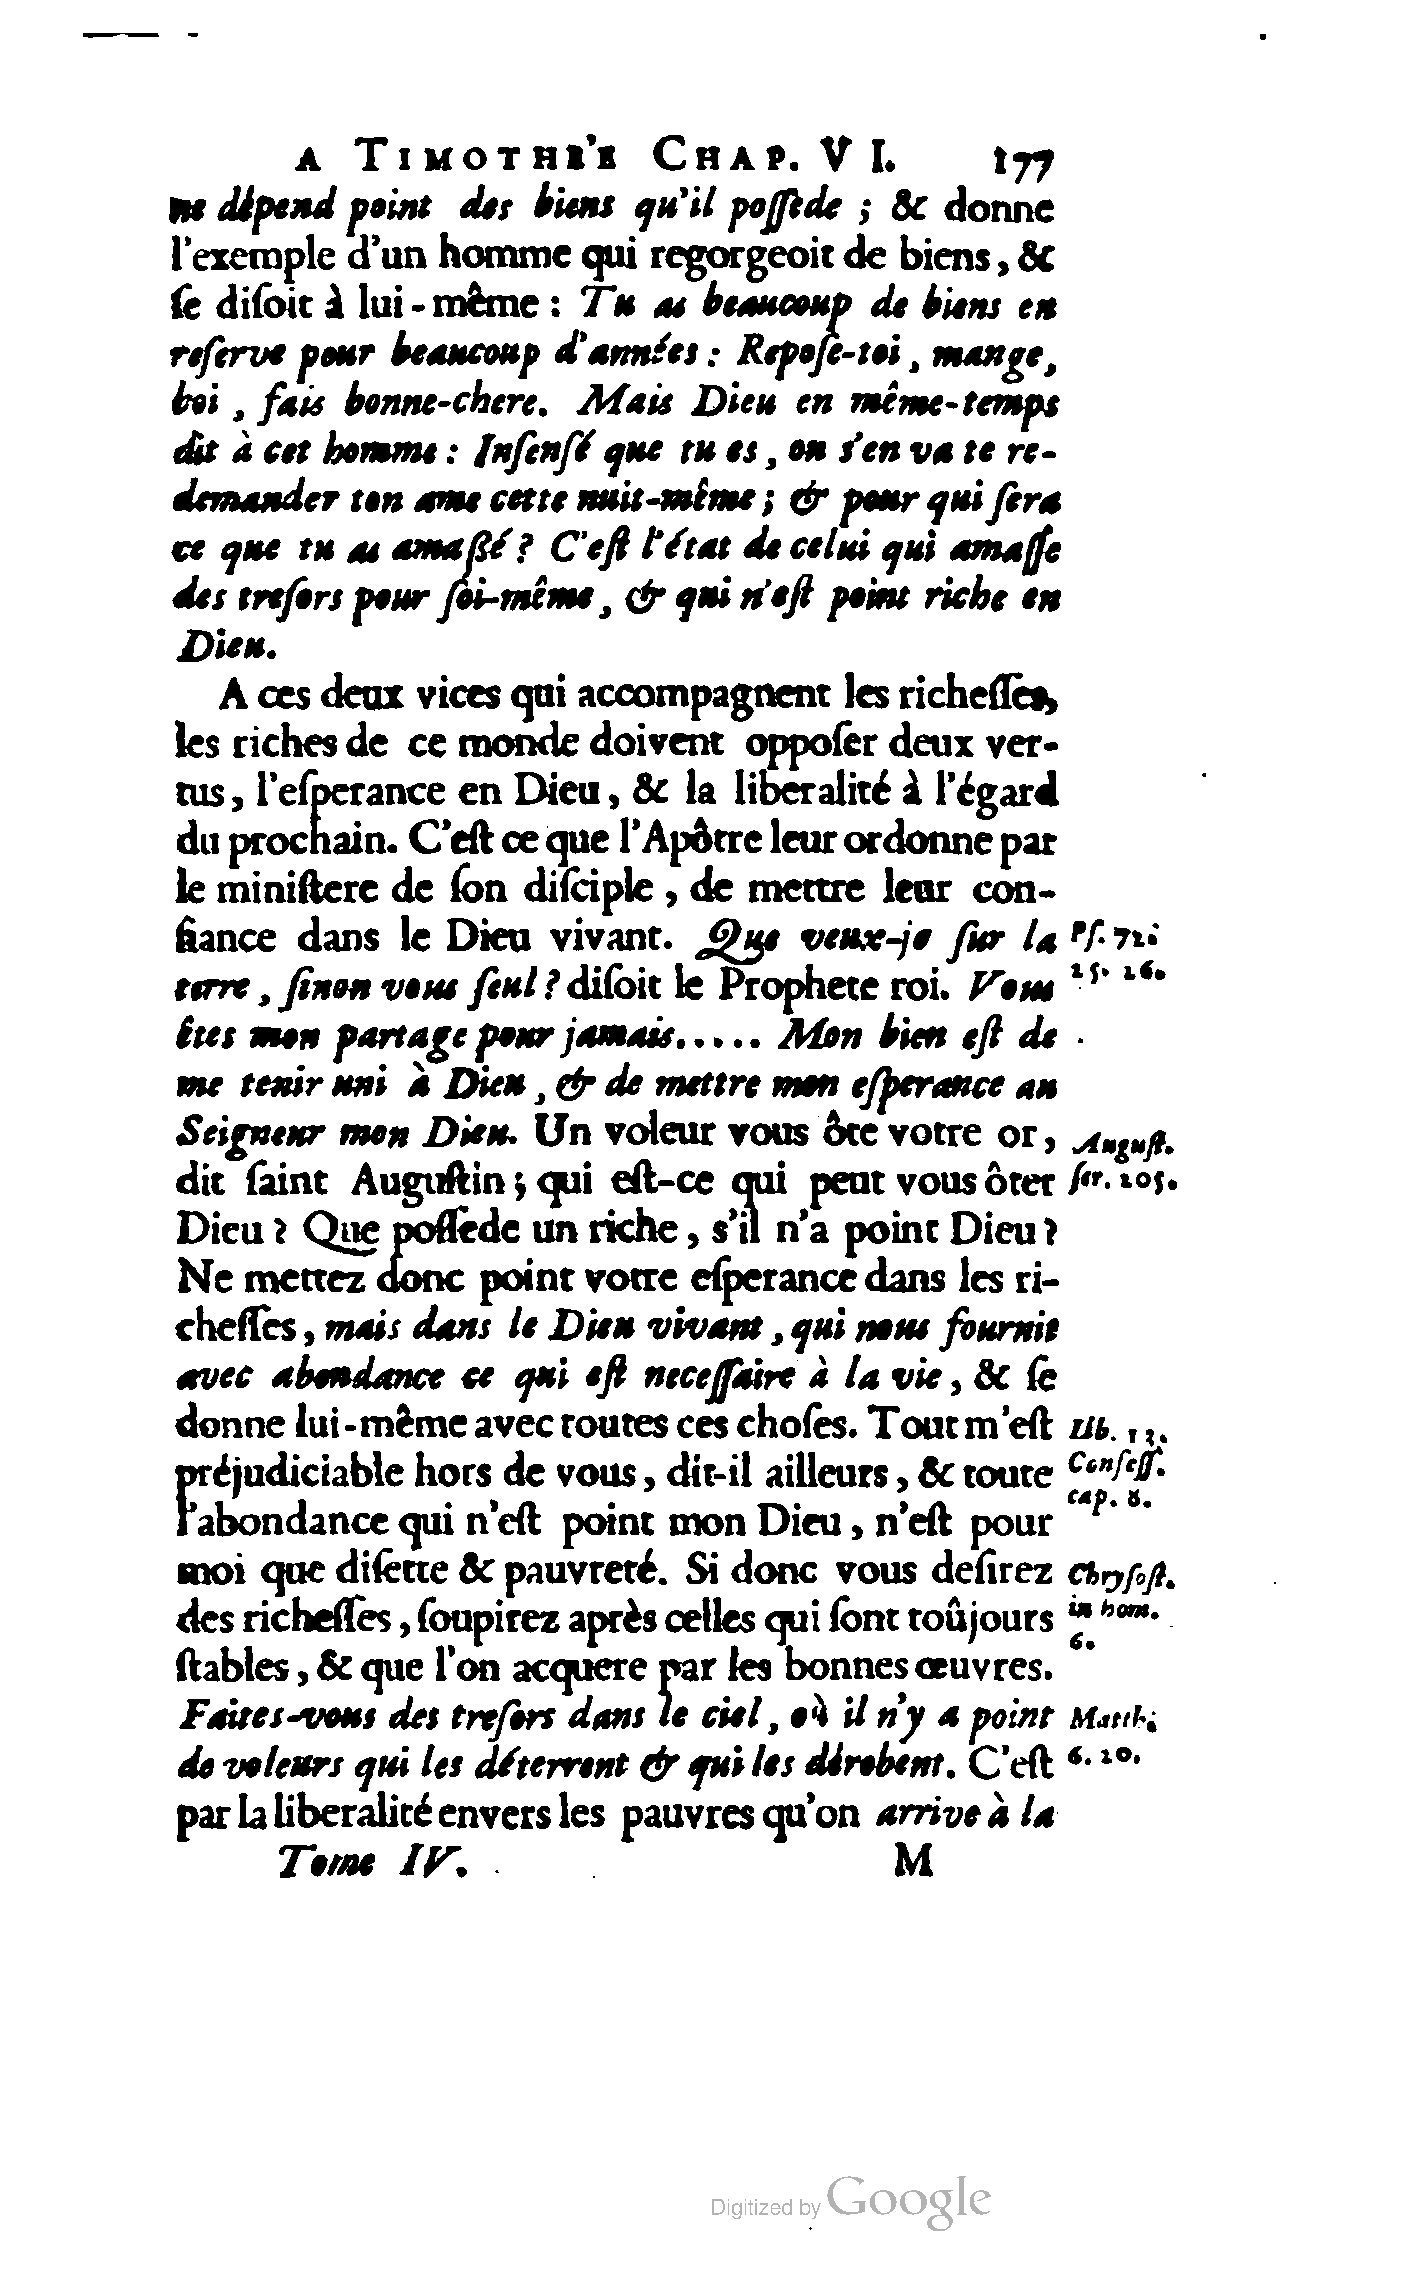 A TIMOTHE'E CHAP. VI. 177
ne dépend point des biens qu'il poſſede ; & donne
l'exemple d'un homme qui regorgeoit de biens, &
ſe diſoit à lui-même : Tu as beaucoup de biens en
reſerve pour beaucoup d'années : Repoſe-toi, mange,
boi, fais bonne-chere. Mais Dieu en même-temps
dit à cet homme : Inſenſé que tu es, on s'en va te re-
demander ton ame cette nuit-même ; & pour qui ſera
ce que tu as amaßé ? C'eſt l'état de celui qui amaſſe
des treſors pour ſoi-même, & qui n'eſt point riche en
Dieu.
A ces deux vices qui accompagnent les richeſſes,
les riches de ce monde doivent oppoſer deux ver-
tus, l'eſperance en Dieu, & la liberalité à l'égard
du prochain. C'eſt ce que l'Apôtre leur ordonne par
le miniſtere de ſon diſciple, de mettre leur con-
fiance dans le Dieu vivant. Que veux-je ſur la
Pſ. 72.
terre, ſinon vous ſeul ? diſoit le Prophete roi. Vous
25. 26.
êtes mon partage pour jamais..... Mon bien eſt de
me tenir uni à Dieu, & de mettre mon eſperance au
Seigneur mon Dieu. Un voleur vous ôte votre or,
Auguſt.
dit ſaint Auguſtin ; qui eſt-ce qui peut vous ôter
ſer. 105.
Dieu ? Que poſſede un riche, s'il n'a point Dieu ?
Ne mettez donc point votre eſperance dans les ri-
cheſſes, mais dans le Dieu vivant, qui nous fournit
avec abondance ce qui eſt neceſſaire à la vie, & ſe
donne lui-même avec toutes ces choſes. Tout m'eſt
Lib. 13.
préjudiciable hors de vous, dit-il ailleurs, & toute
Confeſſ.
cap. 8.
l'abondance qui n'eſt point mon Dieu, n'eſt pour
moi que diſette & pauvreté. Si donc vous deſirez
Chryſoſt.
des richeſſes, ſoupirez après celles qui ſont toûjours
in hom.
6.
ſtables, & que l'on acquere par les bonnes œuvres.
Faites-vous des treſors dans le ciel, où il n'y a point
Matth.
de voleurs qui les déterrent & qui les dérobent. C'eſt
6. 20.
par la liberalité envers les pauvres qu'on arrive à la
Tome IV. M
Digitized by Google